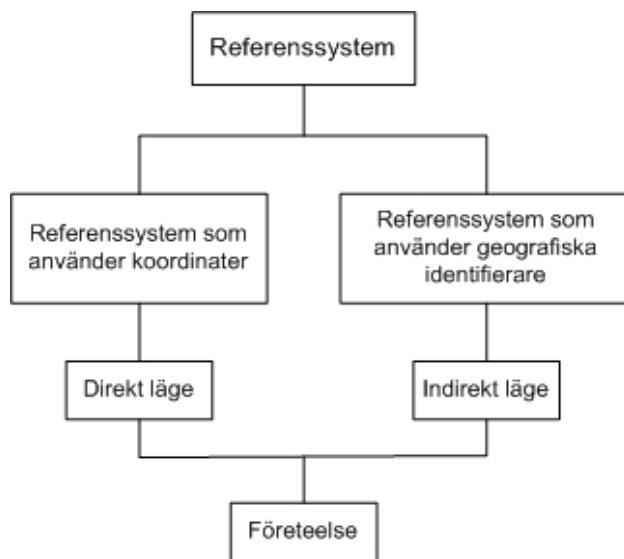 Referenssystem
Referenssystem som
använder koordinater
Referenssystem som
använder geografiska
identifierare
Direkt läge
Indirekt läge
Företeelse